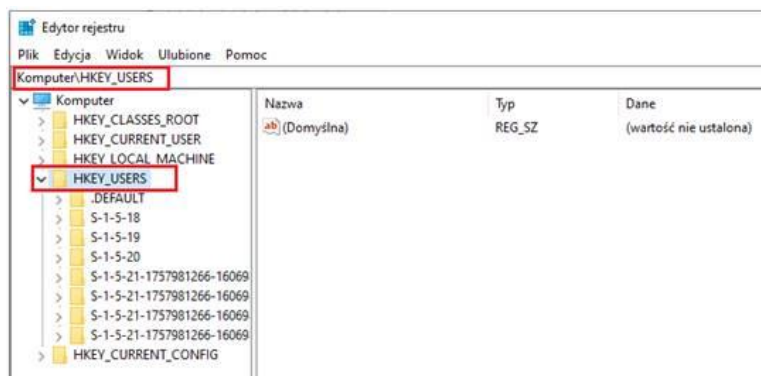 Edytor rejestru
Plik Edycja Widok Ulubione Pomoc
Komputer\HKEY_USERS
Komputer
HKEY_CLASSES_ROOT
HKEY_CURRENT_USER
HKEY_LOCAL_MACHINE
HKEY_USERS
.DEFAULT
S-1-5-18
S-1-5-19
S-1-5-20
S-1-5-21-1757981266-16069
S-1-5-21-1757981266-16069
S-1-5-21-1757981266-16069
S-1-5-21-1757981266-16069
HKEY_CURRENT_CONFIG
Nazwa Typ Dane
ab (Domyślna) REG_SZ (wartość nie ustalona)